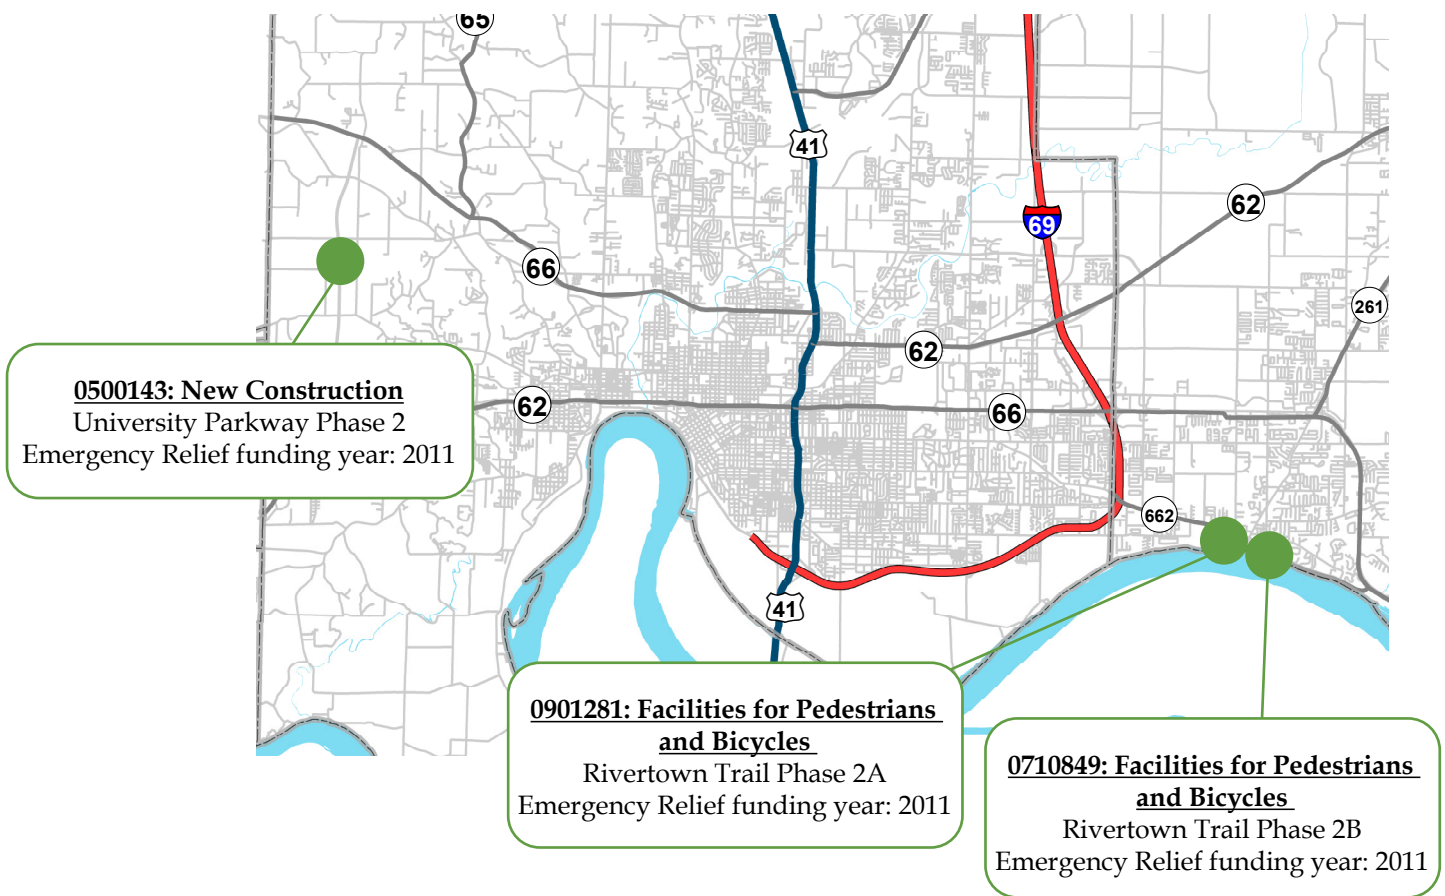 65
41
69
62
66
261
62
0500143: New Construction
University Parkway Phase 2
Emergency Relief funding year: 2011
62
66
662
41
0901281: Facilities for Pedestrians
and Bicycles
Rivertown Trail Phase 2A
Emergency Relief funding year: 2011
0710849: Facilities for Pedestrians
and Bicycles
Rivertown Trail Phase 2B
Emergency Relief funding year: 2011